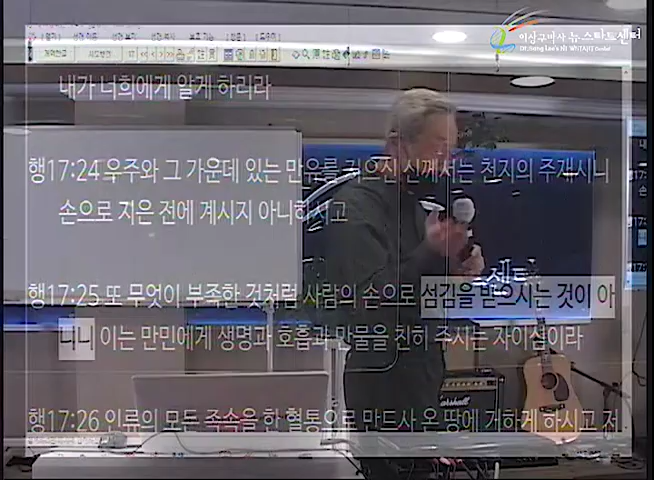 이상구박사 뉴스타트센터
내가 너희에게 알게 하리라
행17:24 우주와 그 가운데 있는 만유를 지으신 신께서는 천지의 주재시니
손으로 지은 전에 계시지 아니하시고
센터
행17:25 또 무엇이 부족한 것처럼 사람의 손으로 섬김을 받으시는 것이 아
니니 이는 만민에게 생명과 호흡과 만물을 친히 주시는 자이심이라
Marshall
행17:26 인류의 모든 족속을 한 혈통으로 만드사 온 땅에 거하게 하시고 저